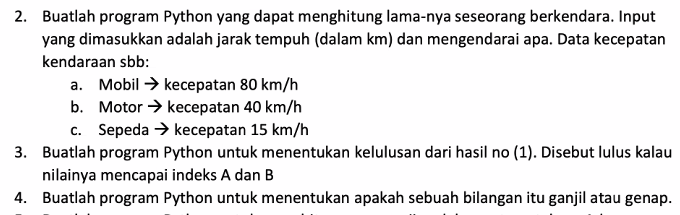 2. Buatlah program Python yang dapat menghitung lama-nya seseorang berkendara. Input
yang dimasukkan adalah jarak tempuh (dalam km) dan mengendarai apa. Data kecepatan
kendaraan sbb:
a. Mobil → kecepatan 80 km/h
b. Motor → kecepatan 40 km/h
c. Sepeda → kecepatan 15 km/h
3. Buatlah program Python untuk menentukan kelulusan dari hasil no (1). Disebut lulus kalau
nilainya mencapai indeks A dan B
4. Buatlah program Python untuk menentukan apakah sebuah bilangan itu ganjil atau genap.